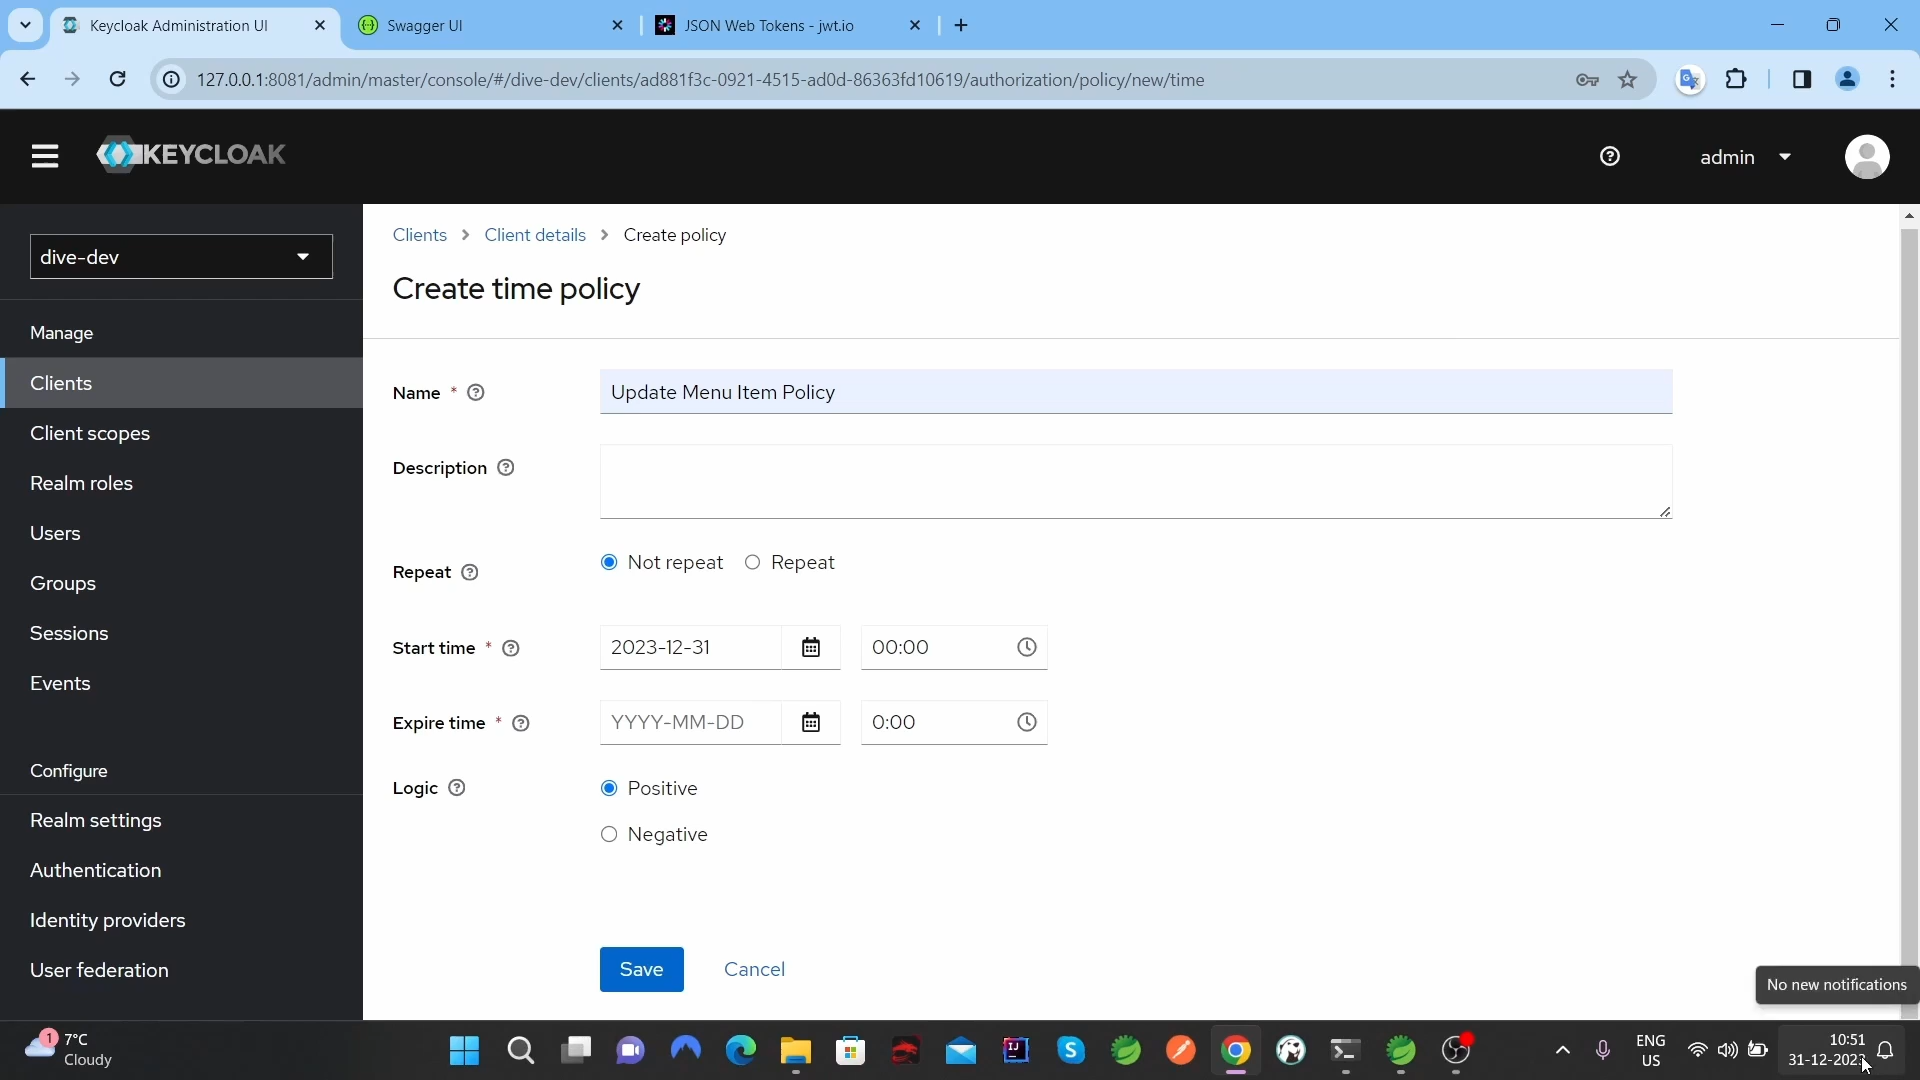 Keycloak Administration UI
Swagger UI
JSON Web Tokens - jwt.io
127.0.0.1:8081/admin/master/console/#/dive-dev/clients/ad881f3c-0921-4515-ad0d-86363fd10619/authorization/policy/new/time
KEYCLOAK
admin
dive-dev
Manage
Clients
Client scopes
Realm roles
Users
Groups
Sessions
Events
Configure
Realm settings
Authentication
Identity providers
User federation
Clients > Client details > Create policy
Create time policy
Name *
Update Menu Item Policy
Description
Repeat
Not repeat Repeat
Start time *
2023-12-31 00:00
Expire time *
YYYY-MM-DD 0:00
Logic
Positive
Negative
Save Cancel
No new notifications
1
7°C
Cloudy
IJ
S
ENG
US
10:51
31-12-2023